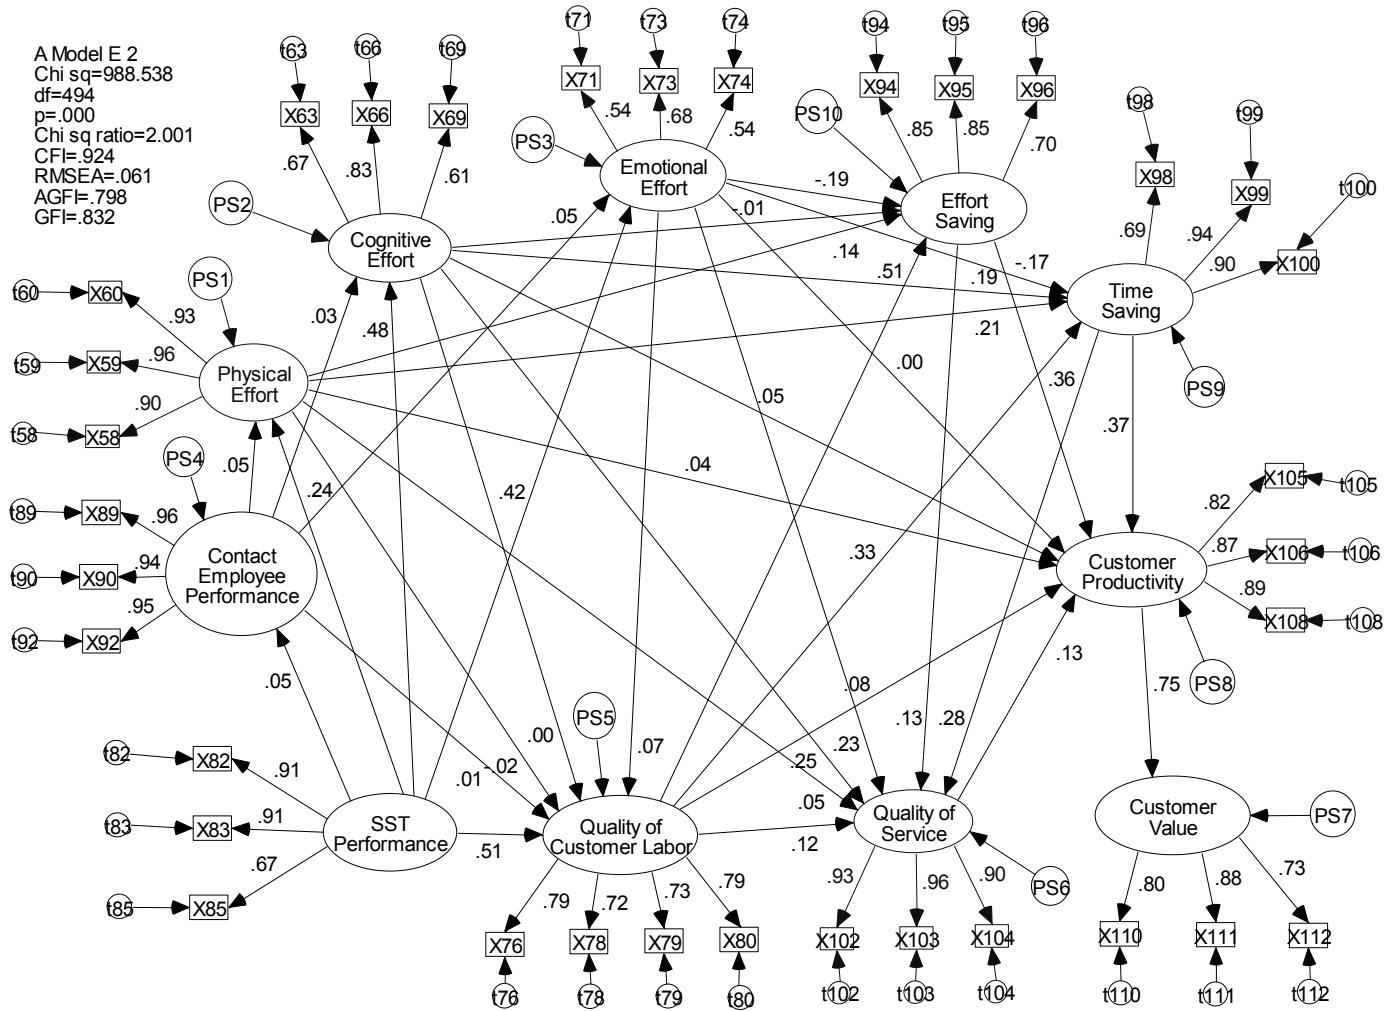 A Model E 2
Chi sq=988.538
df=494
p=.000
Chi sq ratio=2.001
CFI=.924
RMSEA=.061
AGFI=.798
GFI=.832
t63
t66
t69
t71
t73
t74
t94
t95
t96
t98
t99
t100
X63
X66
X69
X71
X73
X74
X94
X95
X96
X98
X99
X100
.67
.83
.61
.54
.68
.54
.85
.85
.70
.69
.94
.90
PS2
PS3
PS10
Cognitive
Effort
Emotional
Effort
Effort
Saving
Time
Saving
PS9
-.19
-.01
.14
.51
.19
-.17
.21
.05
.03
.48
.00
.36
.05
.37
t60
X60
.93
PS1
t59
X59
.96
Physical
Effort
t58
X58
.90
PS4
.05
.24
.42
.04
.33
t89
X89
.96
t90
X90
.94
t92
X92
.95
Contact
Employee
Performance
Customer
Productivity
.82
X105
t105
.87
X106
t106
.89
X108
t108
PS8
.13
.75
.05
.00
.01
-.02
.07
.08
.13
.28
.23
.25
.05
PS5
t82
X82
.91
t83
X83
.91
t85
X85
.67
SST
Performance
.51
Quality of
Customer Labor
.12
Quality of
Service
PS6
Customer
Value
PS7
.79
.72
.73
.79
.93
.96
.90
.80
.88
.73
X76
X78
X79
X80
X102
X103
X104
X110
X111
X112
t76
t78
t79
t80
t102
t103
t104
t110
t111
t112